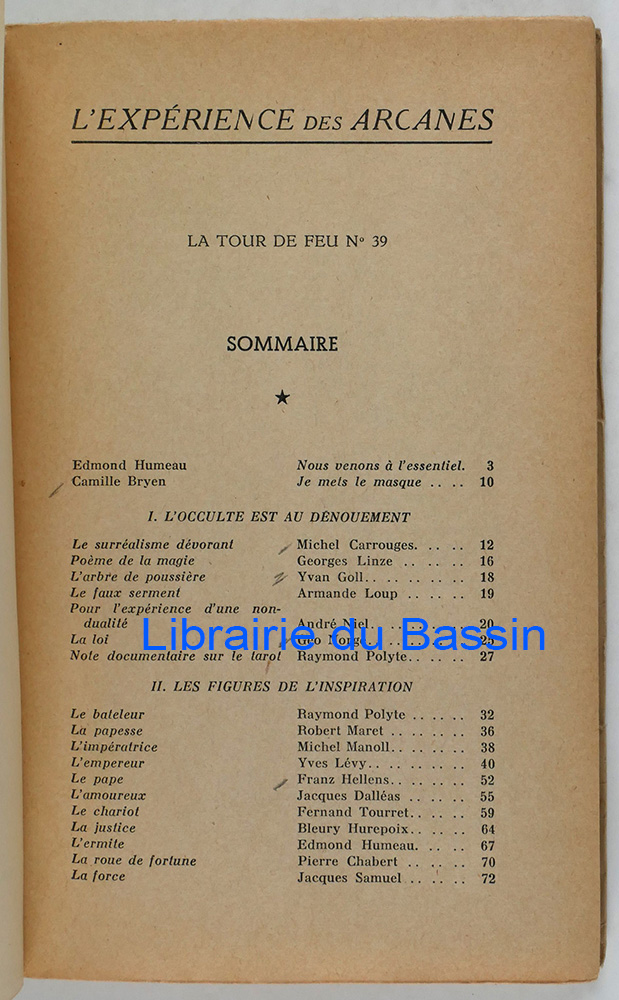 L'EXPÉRIENCE DES ARCANES
LA TOUR DE FEU Nº 39
SOMMAIRE
★
Edmond Humeau Nous venons à l'essentiel. 3
Camille Bryen Je mets le masque .. .. 10
I. L'OCCULTE EST AU DÉNOUEMENT
Le surréalisme dévorant Michel Carrouges. .. .. 12
Poème de la magie Georges Linze .. .. .. 16
L'arbre de poussière Yvan Goll.. .. .. .. .. 18
Le faux serment Armande Loup .. .. .. 19
Pour l'expérience d'une non-
dualité André Niel.. .. .. .. .. 20
La loi Géo Norge.. .. .. .. .. 25
Librairie du Bassin
Note documentaire sur le tarot Raymond Polyte.. .. .. 27
II. LES FIGURES DE L'INSPIRATION
Le bateleur Raymond Polyte .. .. .. 32
La papesse Robert Maret .. .. .. .. 36
L'impératrice Michel Manoll.. .. .. .. 38
L'empereur Yves Lévy.. .. .. .. .. 40
Le pape Franz Hellens.. .. .. .. 52
L'amoureux Jacques Dalléas .. .. .. 55
Le chariot Fernand Tourret.. .. .. 59
La justice Bleury Hurepoix.. .. .. 64
L'ermite Edmond Humeau. .. .. 67
La roue de fortune Pierre Chabert .. .. .. 70
La force Jacques Samuel .. .. .. 72